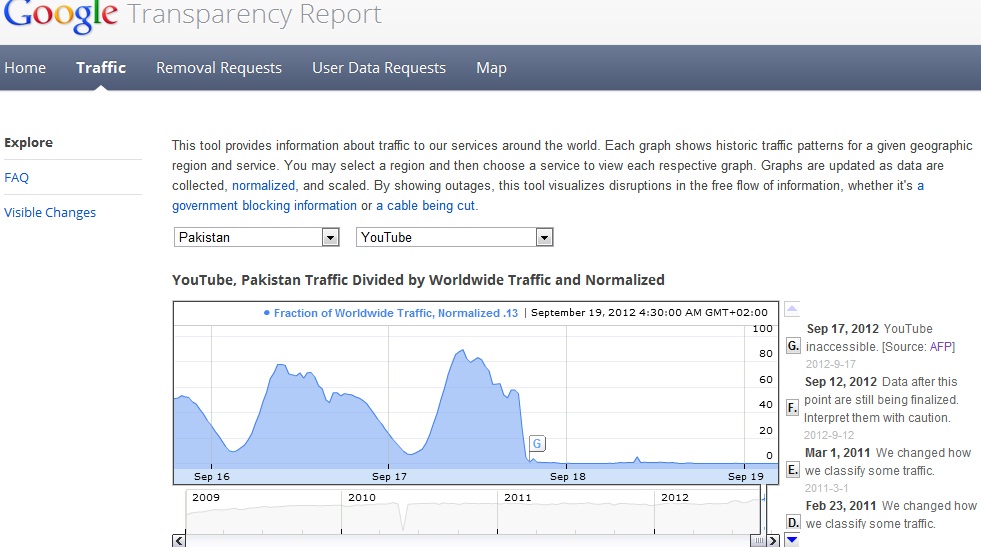 Google Transparency Report
Home Traffic Removal Requests User Data Requests Map
Explore
FAQ
Visible Changes
This tool provides information about traffic to our services around the world. Each graph shows historic traffic patterns for a given geographic
region and service. You may select a region and then choose a service to view each respective graph. Graphs are updated as data are
collected, normalized, and scaled. By showing outages, this tool visualizes disruptions in the free flow of information, whether it's a
government blocking information or a cable being cut.
Pakistan YouTube
YouTube, Pakistan Traffic Divided by Worldwide Traffic and Normalized
Fraction of Worldwide Traffic, Normalized .13 | September 19, 2012 4:30:00 AM GMT+02:00
100
80
60
40
20
0
G
Sep 16 Sep 17 Sep 18 Sep 19
2009 2010 2011 2012
G. Sep 17, 2012 YouTube
inaccessible. [Source: AFP]
2012-9-17
F. Sep 12, 2012 Data after this
point are still being finalized.
Interpret them with caution.
2012-9-12
E. Mar 1, 2011 We changed how
we classify some traffic.
2011-3-1
D. Feb 23, 2011 We changed how
we classify some traffic.